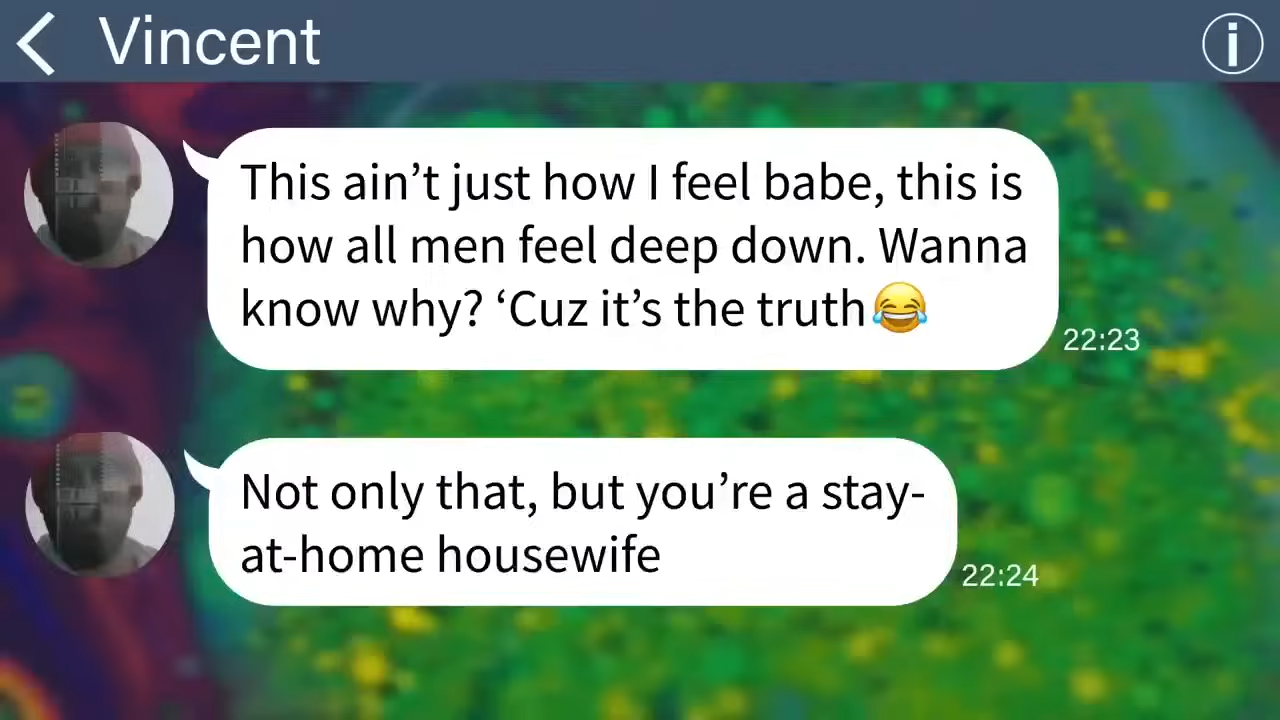 Vincent
This ain’t just how I feel babe, this is
how all men feel deep down. Wanna
know why? ‘Cuz it’s the truth😂
22:23
Not only that, but you’re a stay-
at-home housewife
22:24